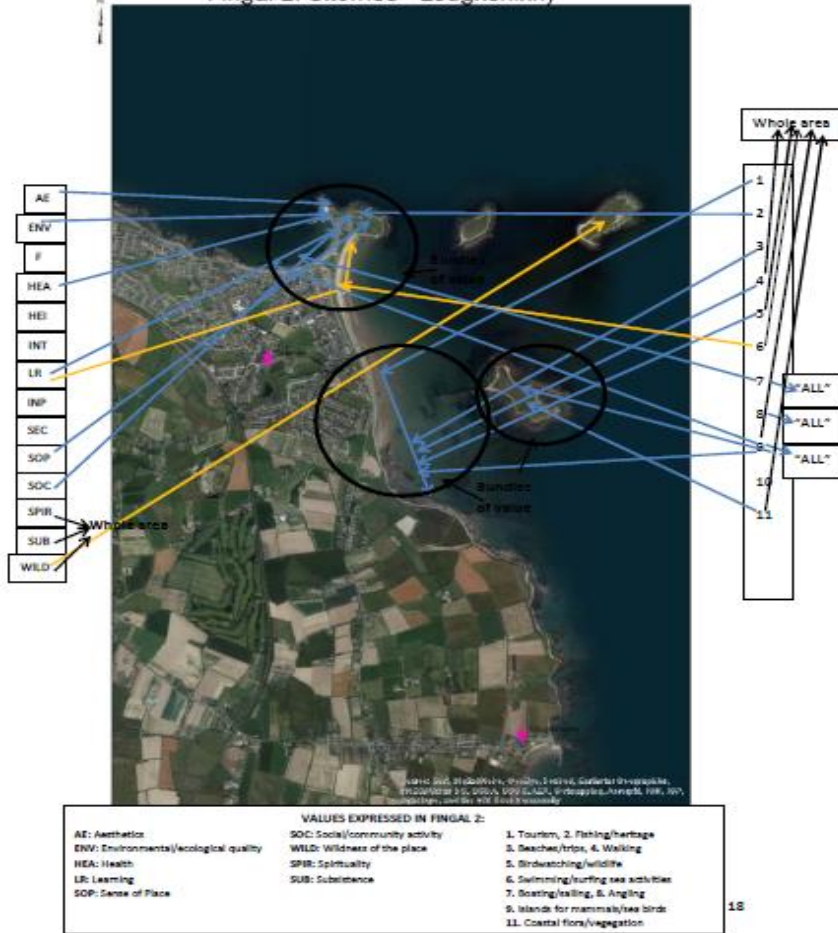 Whole area
AE
ENV
F
HEA
HEI
INT
LR
INP
SEC
SOP
SOC
SPIR
SUB
WILD
Whole area
Bundles
of value
Bundles
of value
1
2
3
4
5
6
7
8
9
10
11
"ALL"
"ALL"
"ALL"
VALUES EXPRESSED IN FINGAL 2:
AE: Aesthetics
ENV: Environmental/ecological quality
HEA: Health
LR: Learning
SOP: Sense of Place
SOC: Social/community activity
WILD: Wildness of the place
SPIR: Spirituality
SUB: Subsistence
1. Tourism, 2. Fishing/heritage
3. Beaches/trips, 4. Walking
5. Birdwatching/wildlife
6. Swimming/surfing sea activities
7. Boating/sailing, 8. Angling
9. Islands for mammals/sea birds
11. Coastal flora/vegegation
18